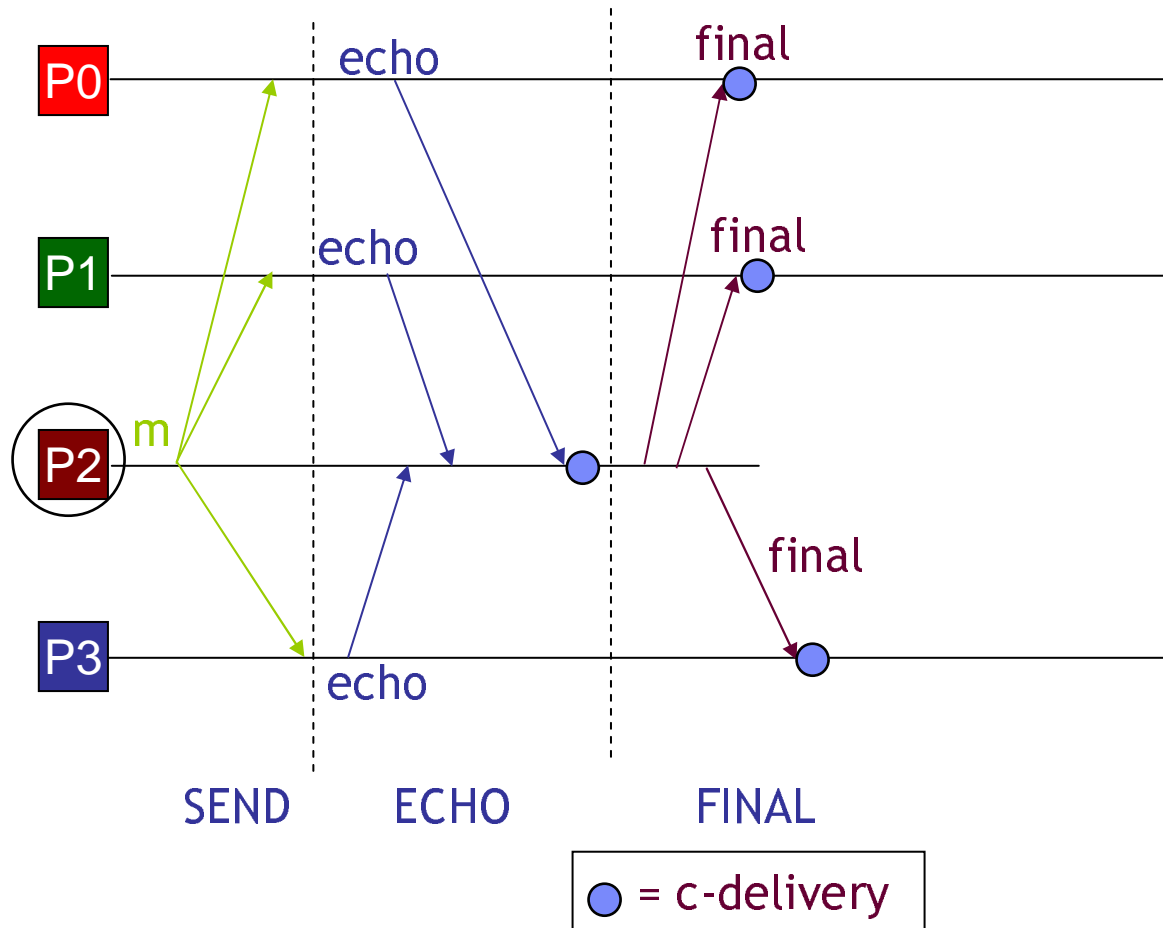 final
echo
P0
final
echo
P1
m
P2
final
P3
echo
SEND ECHO FINAL
= c-delivery